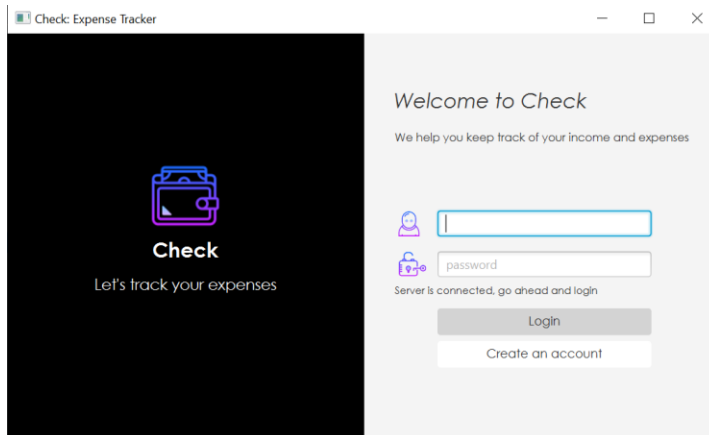 Check: Expense Tracker
Welcome to Check
We help you keep track of your income and expenses
Check
Let's track your expenses
password
Server is connected, go ahead and login
Login
Create an account